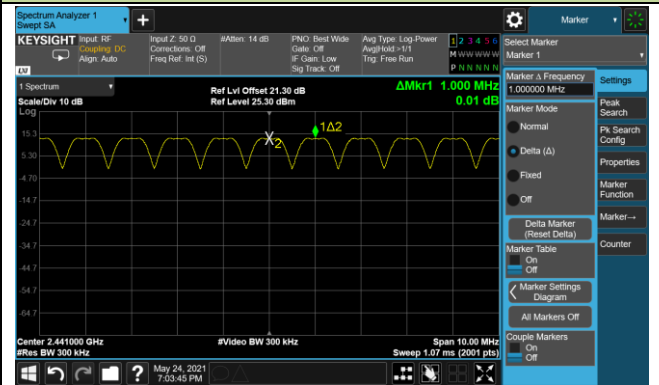 Spectrum Analyzer 1
Swept SA
+
Marker
KEYSIGHT
Input: RF
Coupling: DC
Align: Auto
Input Z: 50 Ω
Corrections: Off
Freq Ref: Int (S)
#Atten: 14 dB
PNO: Best Wide
Gate: Off
IF Gain: Low
Sig Track: Off
Avg Type: Log-Power
Avg|Hold:>1/1
Trig: Free Run
1 2 3 4 5 6
M W W W W W
P N N N N N
LXI
Select Marker
Marker 1
1 Spectrum
Scale/Div 10 dB
Log
Ref Lvl Offset 21.30 dB
Ref Level 25.30 dBm
ΔMkr1 1.000 MHz
0.01 dB
15.3
5.30
-4.70
-14.7
-24.7
-34.7
-44.7
-54.7
-64.7
X2
1Δ2
Center 2.441000 GHz
#Res BW 300 kHz
#Video BW 300 kHz
Span 10.00 MHz
Sweep 1.07 ms (2001 pts)
Marker Δ Frequency
1.000000 MHz
Marker Mode
Normal
Delta (Δ)
Fixed
Off
Delta Marker
(Reset Delta)
Marker Table
On
Off
Marker Settings
Diagram
All Markers Off
Couple Markers
On
Off
Settings
Peak
Search
Pk Search
Config
Properties
Marker
Function
Marker→
Counter
?
May 24, 2021
7:03:45 PM